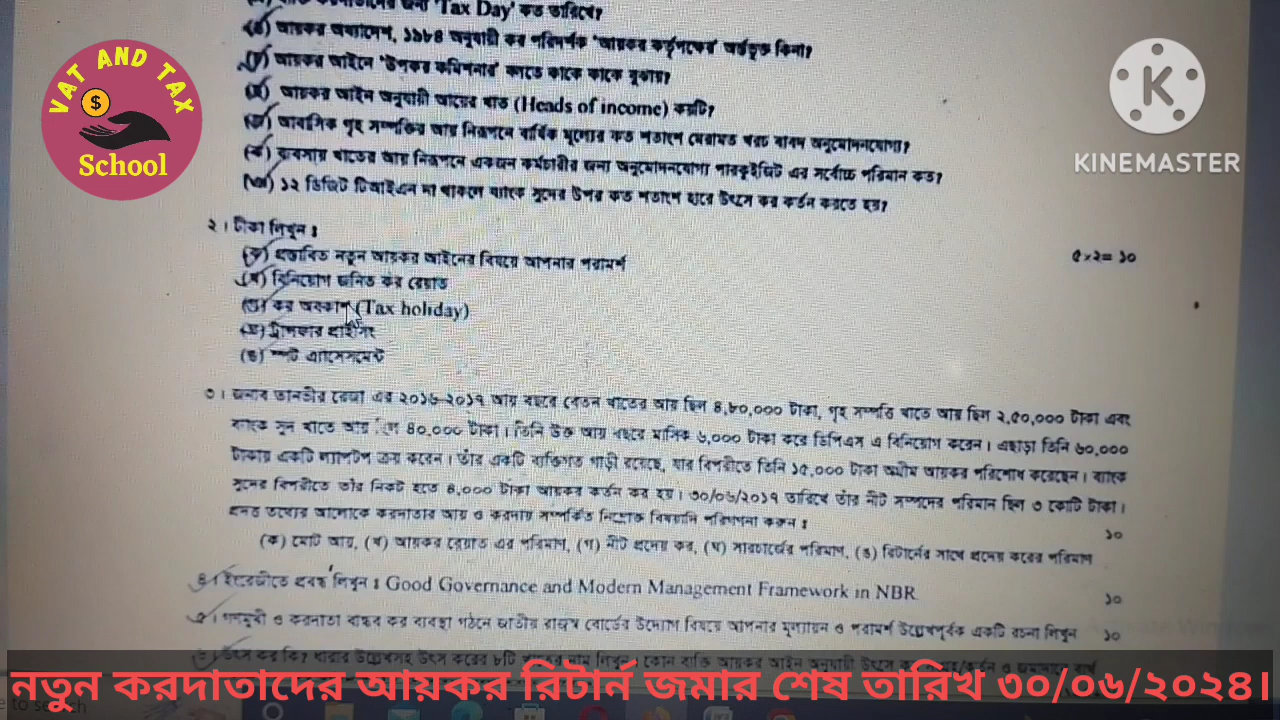 'Tax Day' কত তারিখে?
আয়কর অধ্যাদেশ, ১৯৮৪ অনুযায়ী কর পরিদর্শক 'আয়কর কর্তৃপক্ষের' অর্ন্তভূক্ত কিনা?
আয়কর আইনে 'উপকর কমিশনার' কাতে কাকে কাকে বুঝায়?
আয়কর আইন অনুযায়ী আয়ের খাত (Heads of income) কয়টি?
আবাসিক গৃহ সম্পত্তির আয় নিরূপনে বার্ষিক মূল্যের কত শতাংশ মেরামত খরচ বাবদ অনুমোদনযোগ্য?
ব্যবসায় খাতের আয় নিরূপনে একজন কর্মচারীর জন্য অনুমোদনযোগ্য পারকুইজিট এর সর্বোচ্চ পরিমান কত?
১২ ডিজিট টিআইএন না থাকলে ব্যাংক সুদের উপর কত শতাংশ হারে উৎসে কর কর্তন করতে হয়?
২। টীকা লিখুন ঃ
(ক) প্রস্তাবিত নতুন আয়কর আইনের বিষয়ে আপনার পরামর্শ ৫×২= ১০
(খ) বিনিয়োগ জনিত কর রেয়াত
(গ) কর অবকাশ (Tax holiday)
(ঘ) ট্রান্সফার প্রাইসিং
(ঙ) স্পট এ্যাসেসমেন্ট
৩। জনাব তানভীর রেজা এর ২০১৬-২০১৭ আয় বছরে বেতন খাতের আয় ছিল ৪,৮০,০০০ টাকা, গৃহ সম্পত্তি খাতে আয় ছিল ২,৫০,০০০ টাকা এবং
ব্যাংক সুদ খাতে আয় ছিল ৪০,০০০ টাকা। তিনি উক্ত আয় বছরে মাসিক ৬,০০০ টাকা করে ডিপিএস এ বিনিয়োগ করেন। এছাড়া তিনি ৬০,০০০
টাকায় একটি ল্যাপটপ ক্রয় করেন। তাঁর একটি ব্যক্তিগত গাড়ী রয়েছে, যার বিপরীতে তিনি ১৫,০০০ টাকা অগ্রীম আয়কর পরিশোধ করেছেন। ব্যাংক
সুদের বিপরীতে তাঁর নিকট হতে ৪,০০০ টাকা আয়কর কর্তন করা হয়। ৩০/০৬/২০১৭ তারিখে তাঁর নীট সম্পদের পরিমান ছিল ৩ কোটি টাকা।
প্রদত্ত তথ্যের আলোকে করদাতার আয় ও করদায় সম্পর্কিত নিম্নোক্ত বিষয়াদি পরিগণনা করুন ঃ ১০
(ক) মোট আয়, (খ) আয়কর রেয়াত এর পরিমাণ, (গ) নীট প্রদেয় কর, (ঘ) সারচার্জের পরিমাণ, (ঙ) রিটার্নের সাথে প্রদেয় করের পরিমাণ
৪। ইংরেজীতে প্রবন্ধ লিখুন ঃ Good Governance and Modern Management Framework in NBR ১০
৫। গণমুখী ও করদাতা বান্ধব কর ব্যবস্থা গঠনে জাতীয় রাজস্ব বোর্ডের উদ্যোগ বিষয়ে আপনার মূল্যায়ন ও পরামর্শ উল্লেখপূর্বক একটি রচনা লিখুন ১০
VAT AND TAX
$
School
K
KINEMASTER
নতুন করদাতাদের আয়কর রিটার্ন জমার শেষ তারিখ ৩০/০৬/২০২৪।